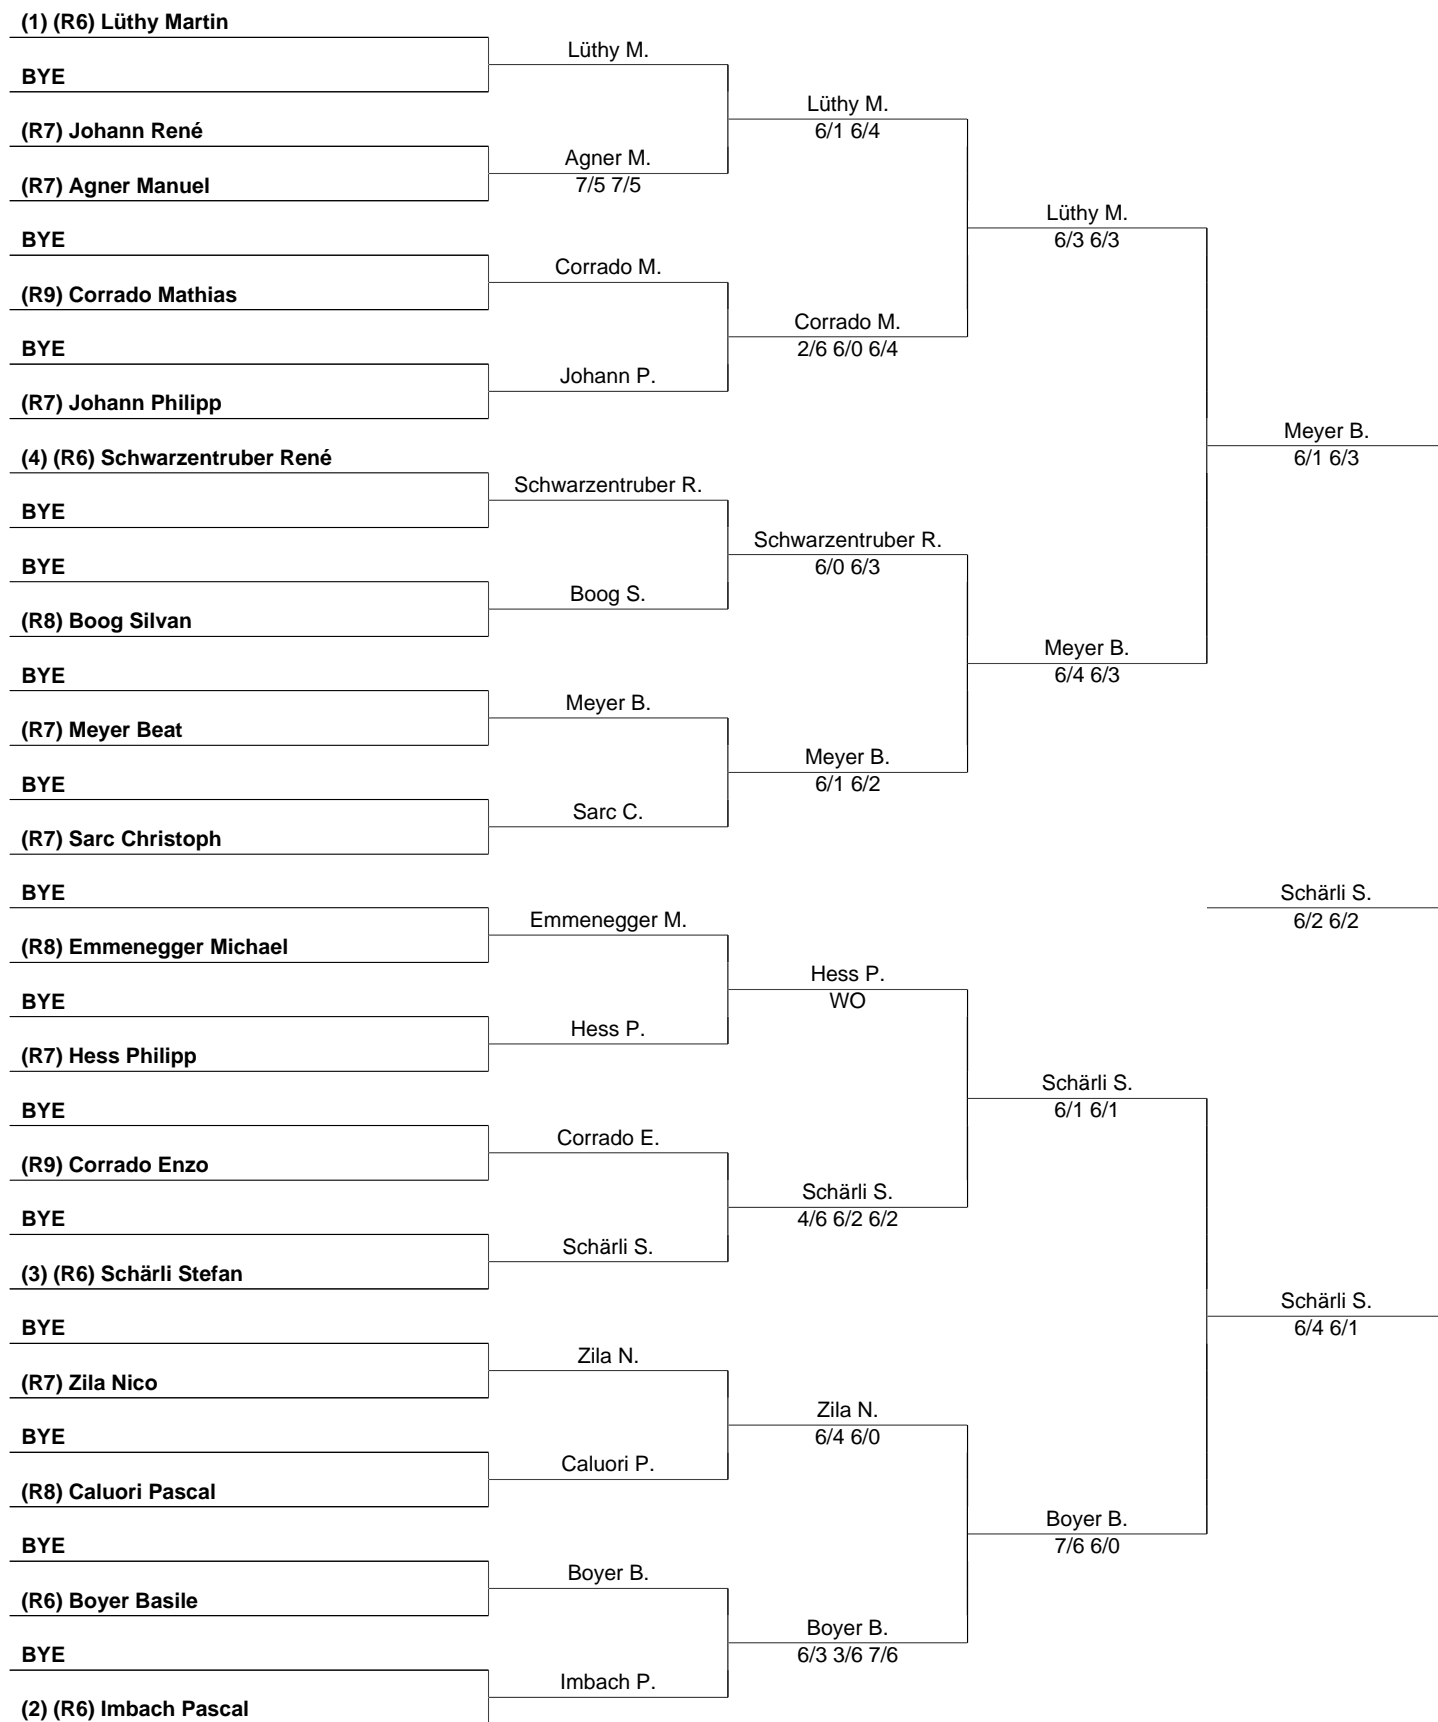 (1) (R6) Lüthy Martin
Lüthy M.
BYE
Lüthy M.
6/1 6/4
(R7) Johann René
Agner M.
7/5 7/5
(R7) Agner Manuel
Lüthy M.
6/3 6/3
BYE
Corrado M.
(R9) Corrado Mathias
Corrado M.
2/6 6/0 6/4
BYE
Johann P.
(R7) Johann Philipp
Meyer B.
6/1 6/3
(4) (R6) Schwarzentruber René
Schwarzentruber R.
BYE
Schwarzentruber R.
6/0 6/3
BYE
Boog S.
(R8) Boog Silvan
Meyer B.
6/4 6/3
BYE
Meyer B.
(R7) Meyer Beat
Meyer B.
6/1 6/2
BYE
Sarc C.
(R7) Sarc Christoph
BYE
Schärli S.
6/2 6/2
Emmenegger M.
(R8) Emmenegger Michael
Hess P.
WO
BYE
Hess P.
(R7) Hess Philipp
Schärli S.
6/1 6/1
BYE
Corrado E.
(R9) Corrado Enzo
Schärli S.
4/6 6/2 6/2
BYE
Schärli S.
(3) (R6) Schärli Stefan
Schärli S.
6/4 6/1
BYE
Zila N.
(R7) Zila Nico
Zila N.
6/4 6/0
BYE
Caluori P.
(R8) Caluori Pascal
Boyer B.
7/6 6/0
BYE
Boyer B.
(R6) Boyer Basile
Boyer B.
6/3 3/6 7/6
BYE
Imbach P.
(2) (R6) Imbach Pascal